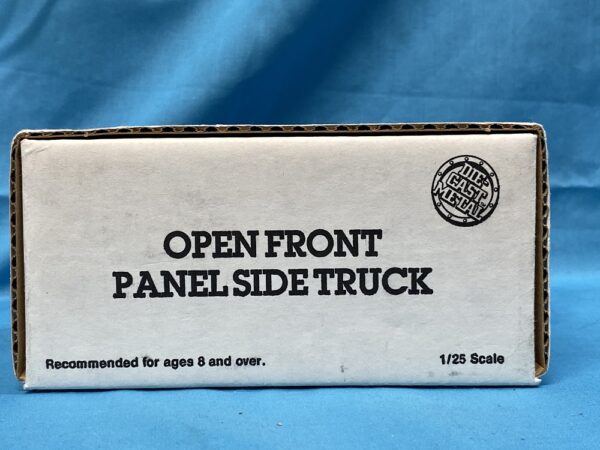 DIE
CAST
METAL
OPEN FRONT
PANEL SIDE TRUCK
Recommended for ages 8 and over.
1/25 Scale